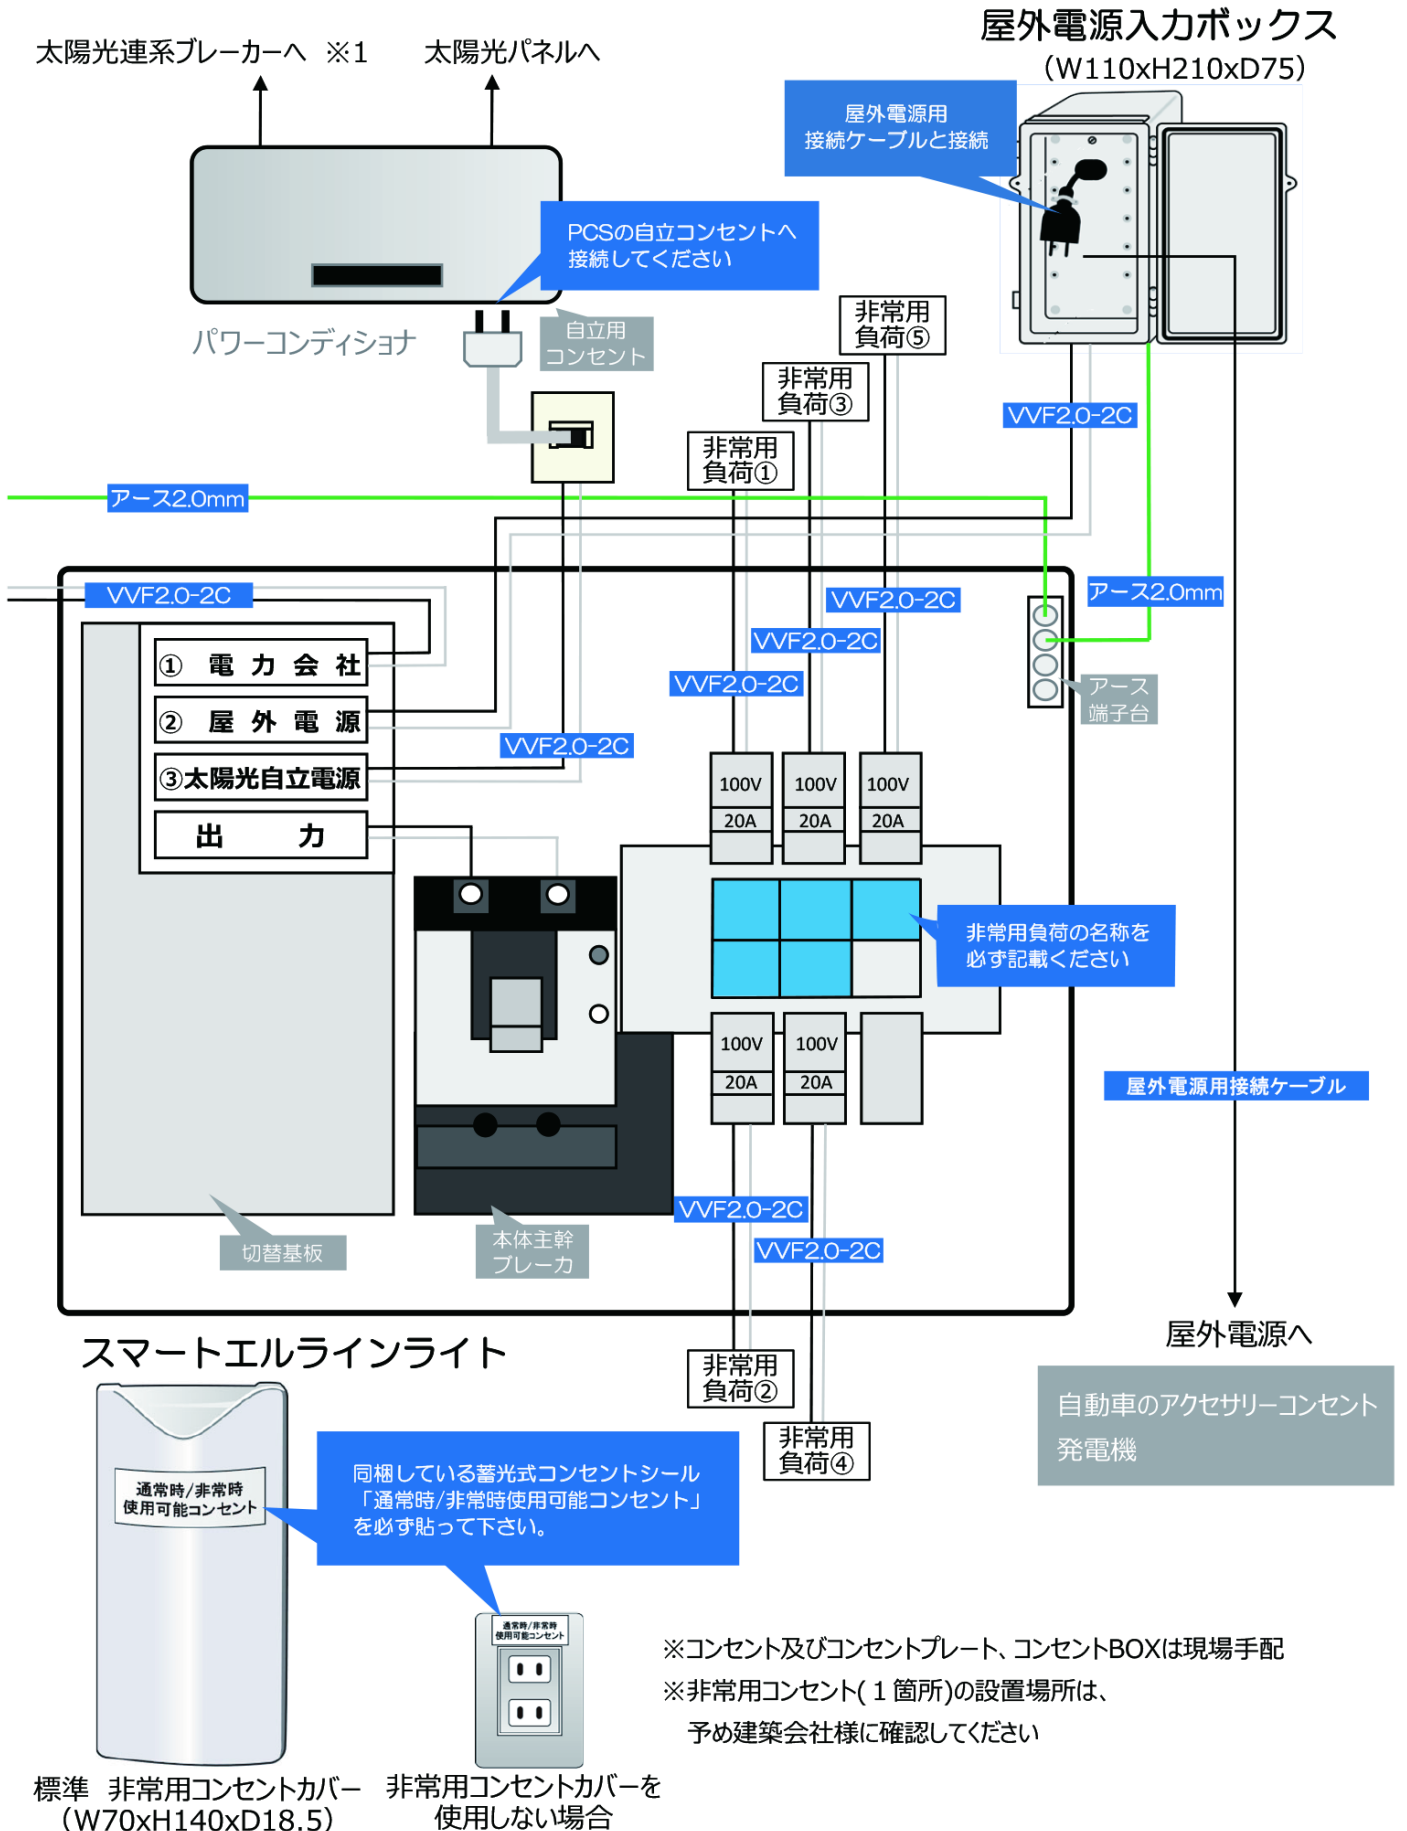 屋外電源入力ボックス
（W110xH210xD75）
太陽光連系ブレーカーへ ※1
太陽光パネルへ
屋外電源用
接続ケーブルと接続
PCSの自立コンセントへ
接続してください
パワーコンディショナ
自立用
コンセント
非常用
負荷⑤
非常用
負荷③
非常用
負荷①
VVF2.0-2C
アース2.0mm
VVF2.0-2C
アース2.0mm
VVF2.0-2C
VVF2.0-2C
VVF2.0-2C
① 電力会社
② 屋外電源
③太陽光自立電源
出力
VVF2.0-2C
アース
端子台
100V
20A
100V
20A
100V
20A
非常用負荷の名称を
必ず記載ください
100V
20A
100V
20A
屋外電源用接続ケーブル
VVF2.0-2C
VVF2.0-2C
切替基板
本体主幹
ブレーカ
スマートエルラインライト
非常用
負荷②
非常用
負荷④
屋外電源へ
自動車のアクセサリーコンセント
発電機
通常時/非常時
使用可能コンセント
同梱している蓄光式コンセントシール
「通常時/非常時使用可能コンセント」
を必ず貼って下さい。
通常時/非常時
使用可能コンセント
※コンセント及びコンセントプレート、コンセントBOXは現場手配
※非常用コンセント(１箇所)の設置場所は、
予め建築会社様に確認してください
標準 非常用コンセントカバー
（W70xH140xD18.5）
非常用コンセントカバーを
使用しない場合